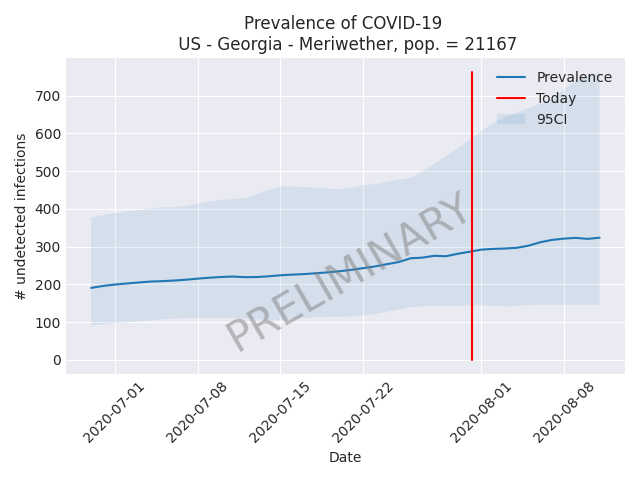 Prevalence of COVID-19
US - Georgia - Meriwether, pop. = 21167
Prevalence
Today
95CI
700
600
500
400
300
200
100
0
# undetected infections
PRELIMINARY
2020-07-01
2020-07-08
2020-07-15
2020-07-22
2020-08-01
2020-08-08
Date